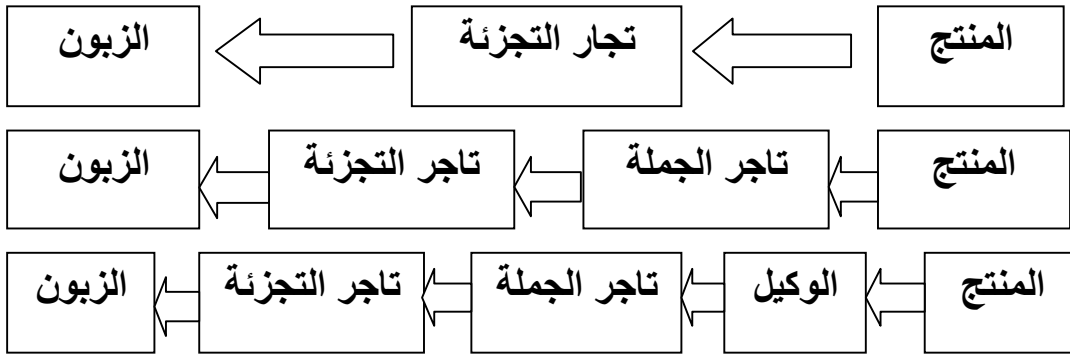 المنتج تجار التجزئة الزبون
المنتج تاجر الجملة تاجر التجزئة الزبون
المنتج الوكيل تاجر الجملة تاجر التجزئة الزبون